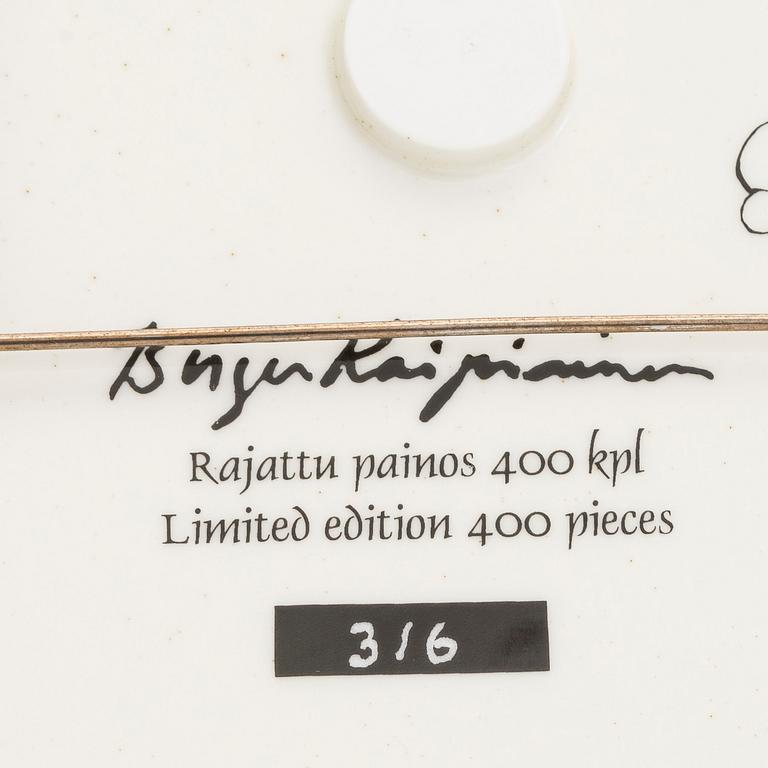 Birger Kaipiainen
Rajattu painos 400 kpl
Limited edition 400 pieces
316